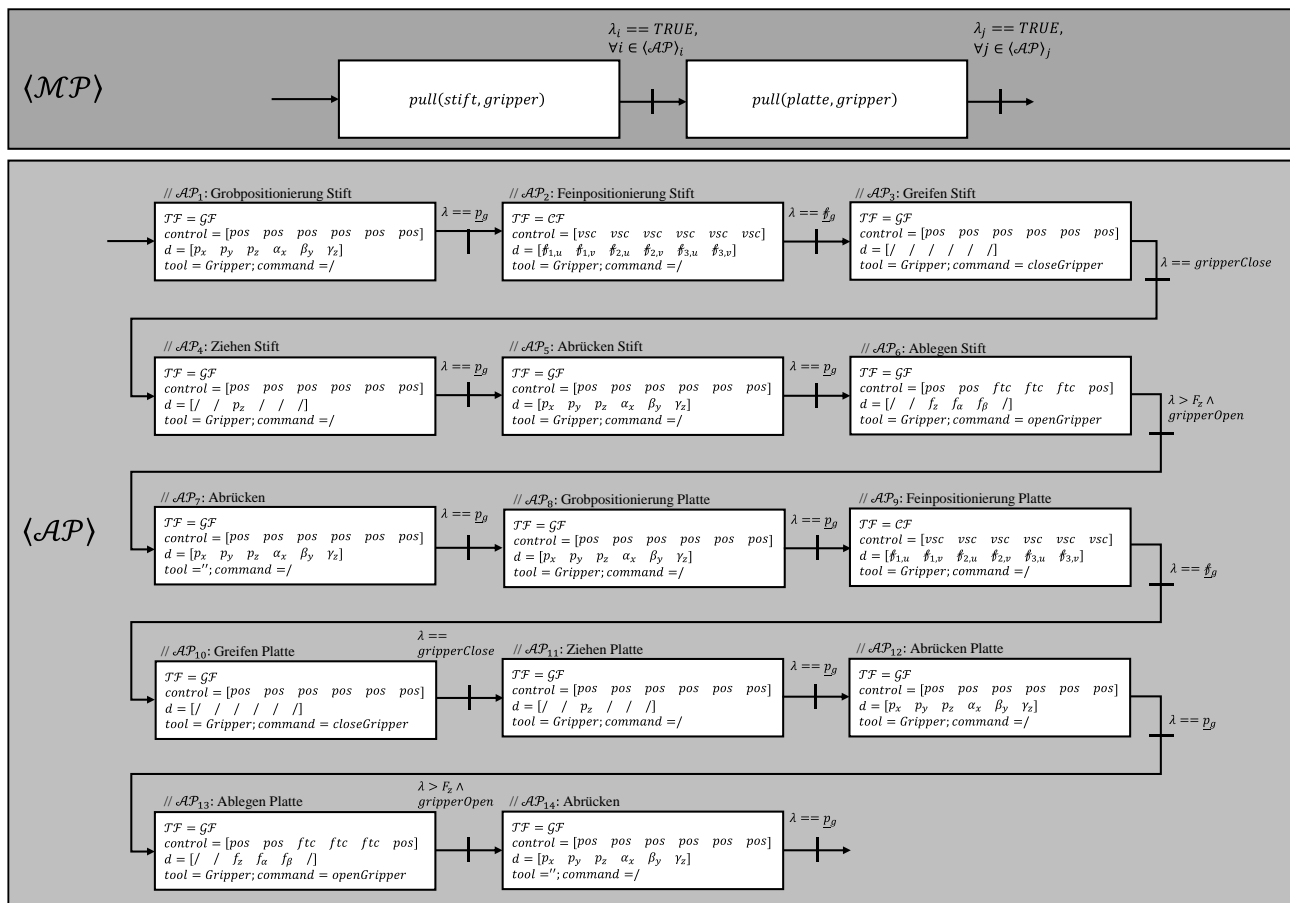 ⟨ℳ𝒫⟩
λ_i == TRUE,
∀i ∈ ⟨𝒜𝒫⟩_i
λ_j == TRUE,
∀j ∈ ⟨𝒜𝒫⟩_j
pull(stift, gripper)
pull(platte, gripper)
⟨𝒜𝒫⟩
// 𝒜𝒫₁: Grobpositionierung Stift
𝒯ℱ = 𝒢ℱ
control = [pos pos pos pos pos pos]
d = [p_x p_y p_z α_x β_y γ_z]
tool = Gripper; command =/
λ == p_g
// 𝒜𝒫₂: Feinpositionierung Stift
𝒯ℱ = 𝒞ℱ
control = [vsc vsc vsc vsc vsc vsc]
d = [f_1,u f_1,v f_2,u f_2,v f_3,u f_3,v]
tool = Gripper; command =/
λ == f_g
// 𝒜𝒫₃: Greifen Stift
𝒯ℱ = 𝒢ℱ
control = [pos pos pos pos pos pos]
d = [/ / / / / /]
tool = Gripper; command = closeGripper
λ == gripperClose
// 𝒜𝒫₄: Ziehen Stift
𝒯ℱ = 𝒢ℱ
control = [pos pos pos pos pos pos]
d = [/ / p_z / / /]
tool = Gripper; command =/
λ == p_g
// 𝒜𝒫₅: Abrücken Stift
𝒯ℱ = 𝒢ℱ
control = [pos pos pos pos pos pos]
d = [p_x p_y p_z α_x β_y γ_z]
tool = Gripper; command =/
λ == p_g
// 𝒜𝒫₆: Ablegen Stift
𝒯ℱ = 𝒢ℱ
control = [pos pos ftc ftc ftc pos]
d = [/ / f_z f_α f_β /]
tool = Gripper; command = openGripper
λ > F_z ∧
gripperOpen
// 𝒜𝒫₇: Abrücken
𝒯ℱ = 𝒢ℱ
control = [pos pos pos pos pos pos]
d = [p_x p_y p_z α_x β_y γ_z]
tool =''; command =/
λ == p_g
// 𝒜𝒫₈: Grobpositionierung Platte
𝒯ℱ = 𝒢ℱ
control = [pos pos pos pos pos pos]
d = [p_x p_y p_z α_x β_y γ_z]
tool = Gripper; command =/
λ == p_g
// 𝒜𝒫₉: Feinpositionierung Platte
𝒯ℱ = 𝒞ℱ
control = [vsc vsc vsc vsc vsc vsc]
d = [f_1,u f_1,v f_2,u f_2,v f_3,u f_3,v]
tool = Gripper; command =/
λ == f_g
// 𝒜𝒫₁₀: Greifen Platte
𝒯ℱ = 𝒢ℱ
control = [pos pos pos pos pos pos]
d = [/ / / / / /]
tool = Gripper; command = closeGripper
λ ==
gripperClose
// 𝒜𝒫₁₁: Ziehen Platte
𝒯ℱ = 𝒢ℱ
control = [pos pos pos pos pos pos]
d = [/ / p_z / / /]
tool = Gripper; command =/
λ == p_g
// 𝒜𝒫₁₂: Abrücken Platte
𝒯ℱ = 𝒢ℱ
control = [pos pos pos pos pos pos]
d = [p_x p_y p_z α_x β_y γ_z]
tool = Gripper; command =/
λ == p_g
// 𝒜𝒫₁₃: Ablegen Platte
𝒯ℱ = 𝒢ℱ
control = [pos pos ftc ftc ftc pos]
d = [/ / f_z f_α f_β /]
tool = Gripper; command = openGripper
λ > F_z ∧
gripperOpen
// 𝒜𝒫₁₄: Abrücken
𝒯ℱ = 𝒢ℱ
control = [pos pos pos pos pos pos]
d = [p_x p_y p_z α_x β_y γ_z]
tool =''; command =/
λ == p_g